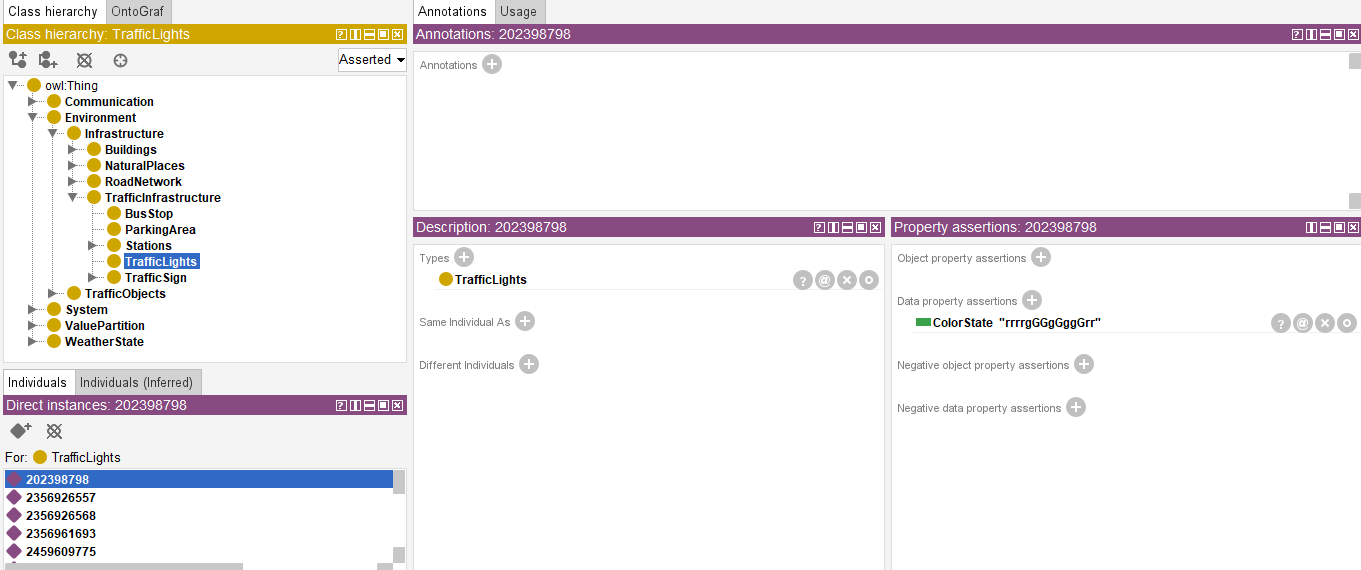 Class hierarchy OntoGraf
Class hierarchy: TrafficLights
Asserted
owl:Thing
Communication
Environment
Infrastructure
Buildings
NaturalPlaces
RoadNetwork
TrafficInfrastructure
BusStop
ParkingArea
Stations
TrafficLights
TrafficSign
TrafficObjects
System
ValuePartition
WeatherState
Individuals Individuals (Inferred)
Direct instances: 202398798
For: TrafficLights
202398798
2356926557
2356926568
2356961693
2459609775
Annotations Usage
Annotations: 202398798
Annotations
Description: 202398798
Types
TrafficLights
Same Individual As
Different Individuals
Property assertions: 202398798
Object property assertions
Data property assertions
ColorState "rrrrgGGgGggGrr"
Negative object property assertions
Negative data property assertions